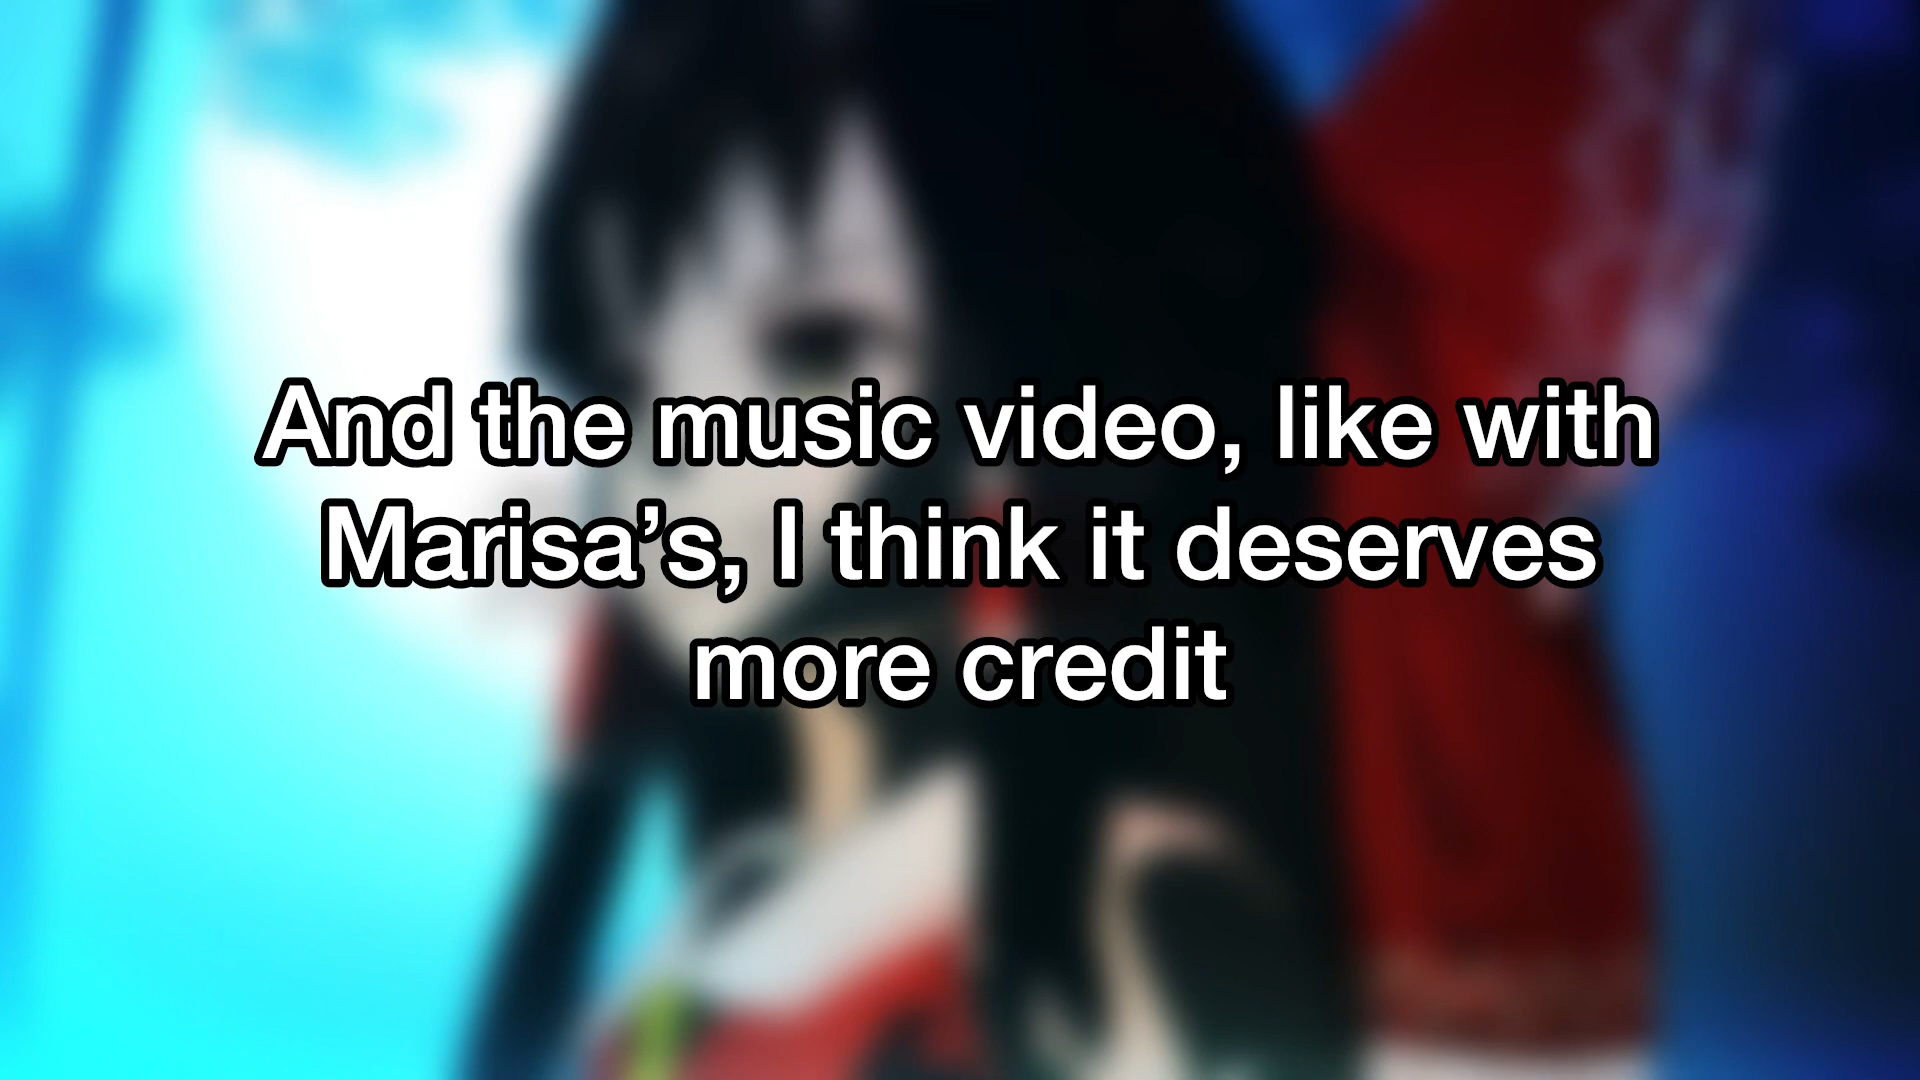 And the music video, like with
Marisa’s, I think it deserves
more credit